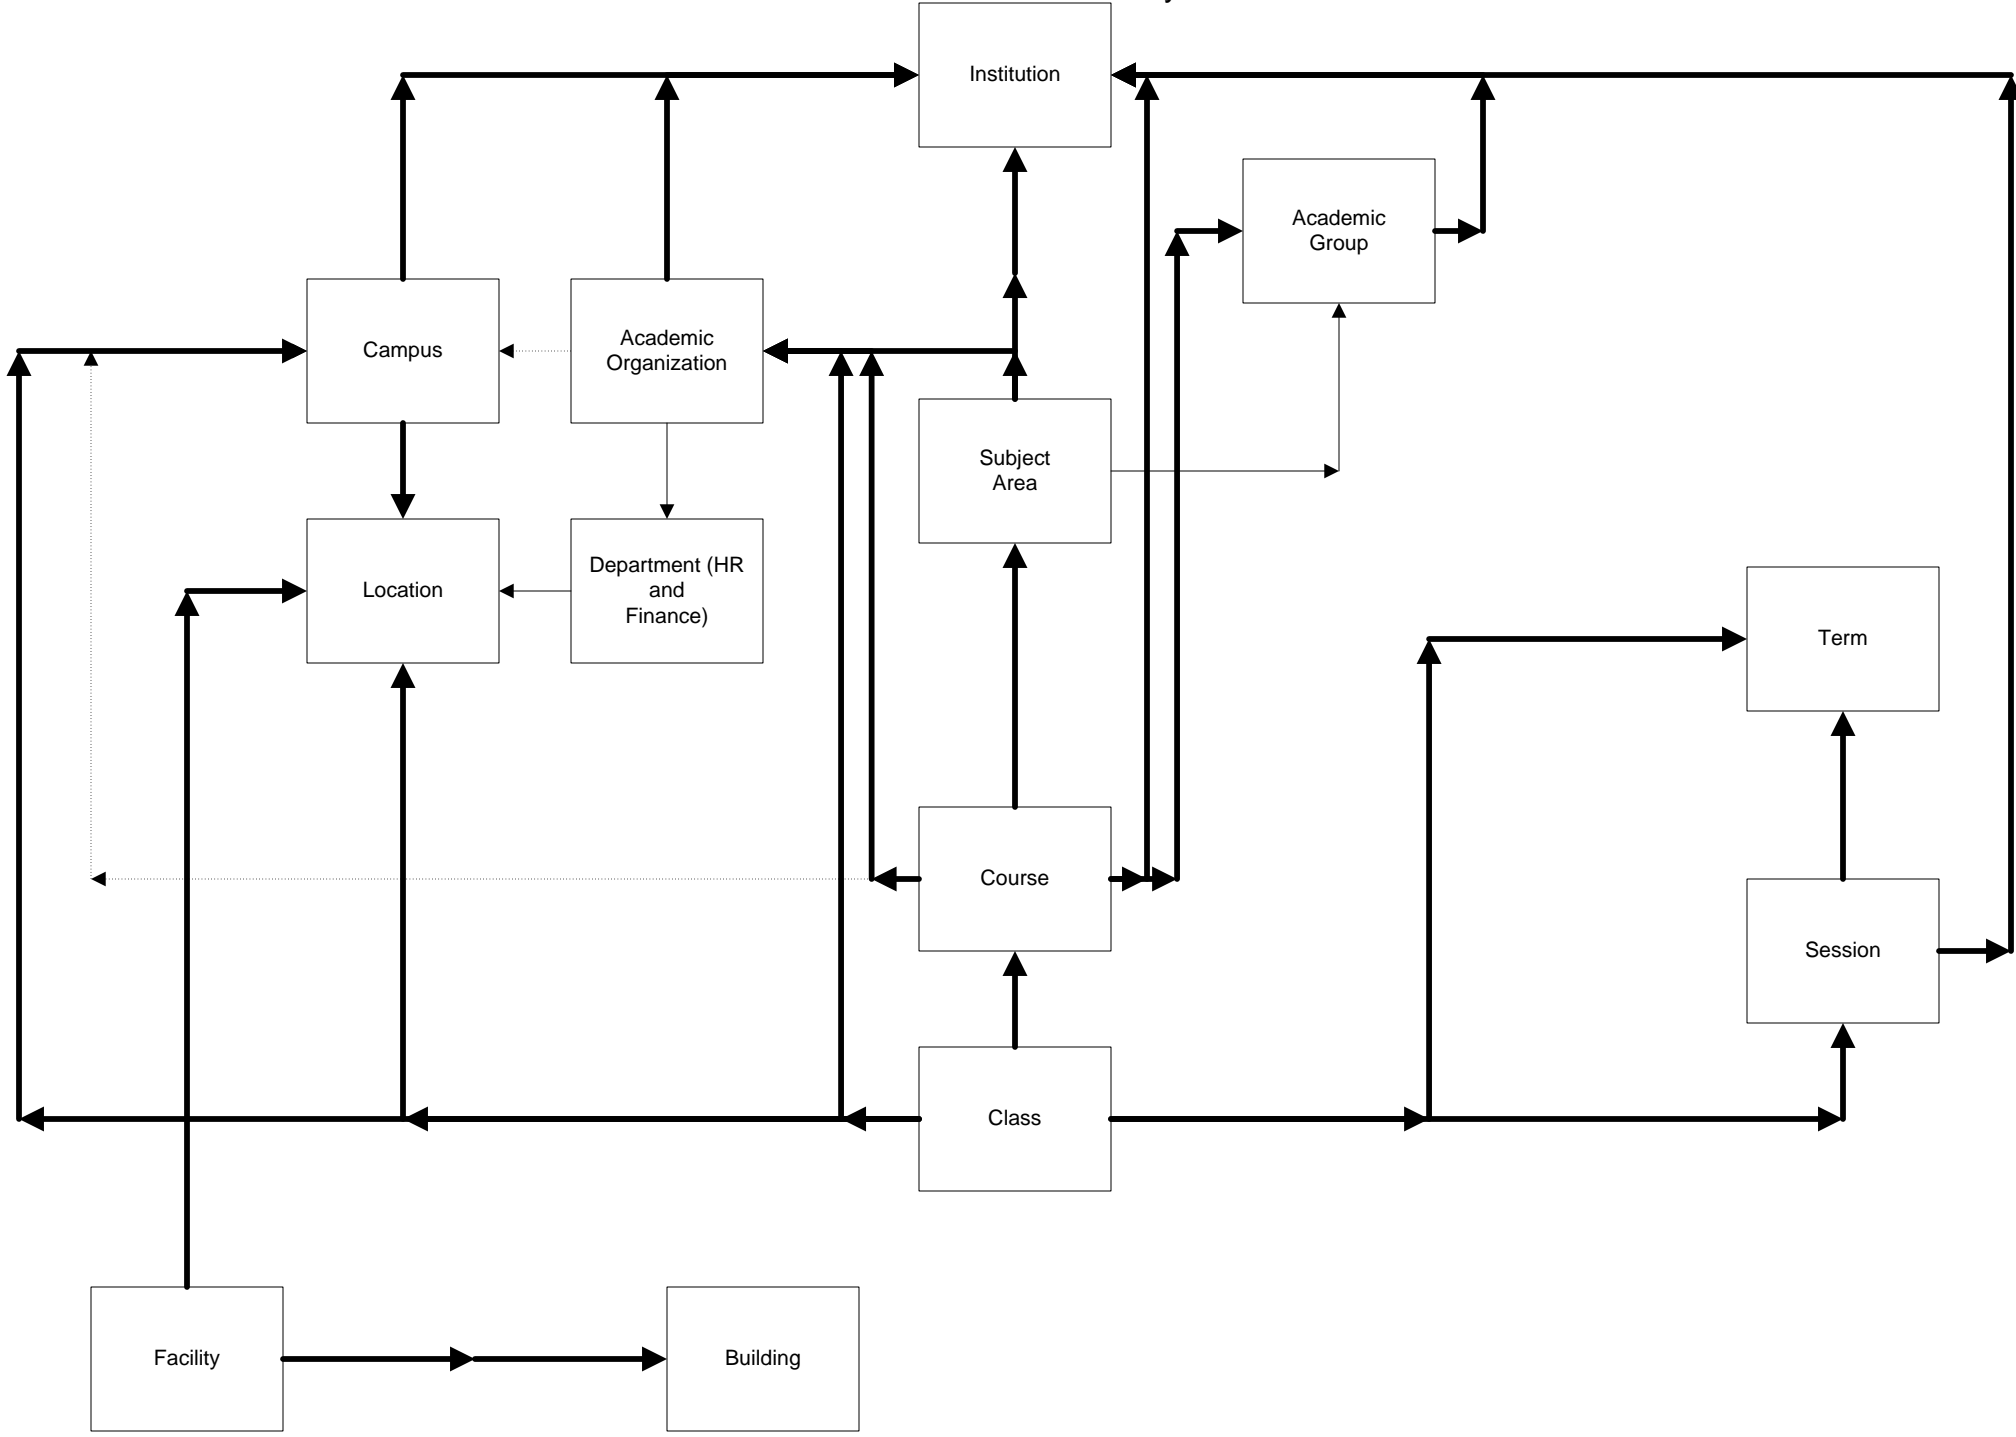 Institution
Academic
Group
Campus
Academic
Organization
Subject
Area
Location
Department (HR
and
Finance)
Term
Course
Session
Class
Facility
Building